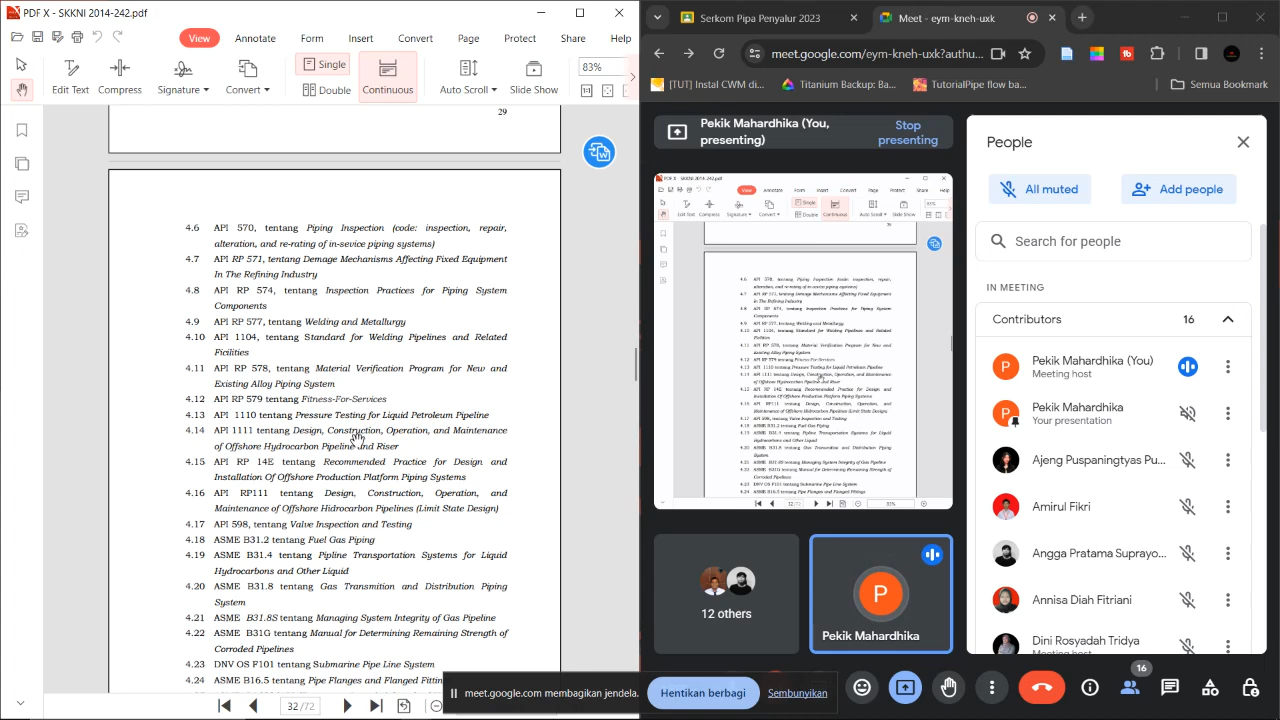 PDF X - SKKNI 2014-242.pdf
View Annotate Form Insert Convert Page Protect Share Help
Edit Text Compress Signature Convert Single Double Continuous Auto Scroll Slide Show 83%
29
4.6 API 570, tentang Piping Inspection (code: inspection, repair,
alteration, and re-rating of in-sevice piping systems)
4.7 API RP 571, tentang Demage Mechanisms Affecting Fixed Equipment
In The Refining Industry
4.8 API RP 574, tentang Inspection Practices for Piping System
Components
4.9 API RP 577, tentang Welding and Metallurgy
4.10 API 1104, tentang Standard for Welding Pipelines and Related
Ficilities
4.11 API RP 578, tentang Material Verification Program for New and
Existing Alloy Piping System
4.12 API RP 579 tentang Fitness-For-Services
4.13 API 1110 tentang Pressure Testing for Liquid Petroleum Pipeline
4.14 API 1111 tentang Design, Construction, Operation, and Maintenance
of Offshore Hydrocarbon Pipeline and Riser
4.15 API RP 14E tentang Recommended Practice for Design and
Installation Of Offshore Production Platform Piping Systems
4.16 API RP111 tentang Design, Construction, Operation, and
Maintenance of Offshore Hidrocarbon Pipelines (Limit State Design)
4.17 API 598, tentang Valve Inspection and Testing
4.18 ASME B31.2 tentang Fuel Gas Piping
4.19 ASME B31.4 tentang Pipline Transportation Systems for Liquid
Hydrocarbons and Other Liquid
4.20 ASME B31.8 tentang Gas Transmition and Distribution Piping
System
4.21 ASME B31.8S tentang Managing System Integrity of Gas Pipeline
4.22 ASME B31G tentang Manual for Determining Remaining Strength of
Corroded Pipelines
4.23 DNV OS F101 tentang Submarine Pipe Line System
4.24 ASME B16.5 tentang Pipe Flanges and Flanged Fittin
32/72
meet.google.com membagikan jendela.
Hentikan berbagi
Sembunyikan
Serkom Pipa Penyalur 2023
Meet - eym-kneh-uxk
meet.google.com/eym-kneh-uxk?authu...
[TUT] Instal CWM di...
Titanium Backup: Ba...
TutorialPipe flow ba...
Semua Bookmark
Pekik Mahardhika (You, presenting)
Stop presenting
12 others
P
Pekik Mahardhika
People
All muted
Add people
Search for people
IN MEETING
Contributors 16
P
Pekik Mahardhika (You)
Meeting host
P
Pekik Mahardhika
Your presentation
Ajeng Puspaningtyas Pu...
Amirul Fikri
Angga Pratama Suprayo...
Annisa Diah Fitriani
Dini Rosyadah Tridya
16